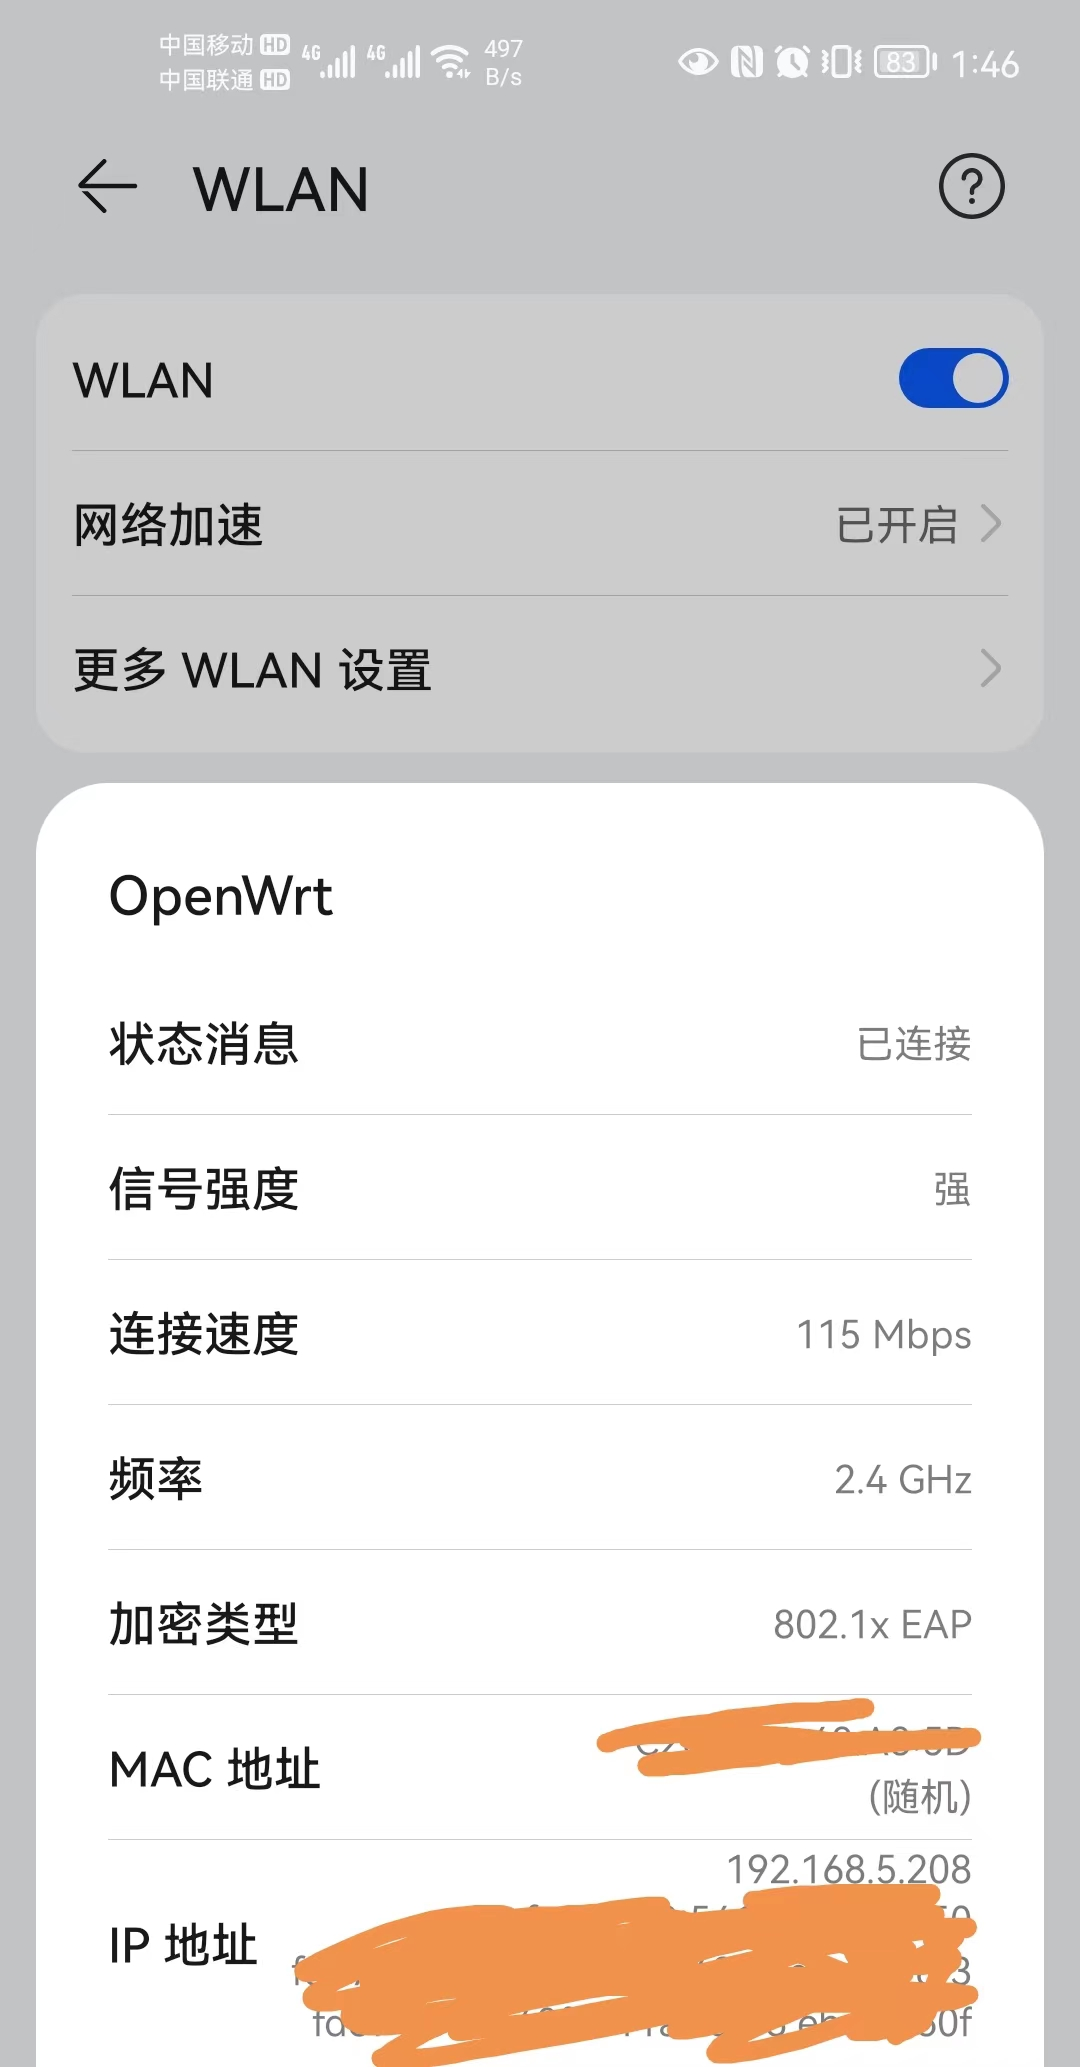 中国移动 HD 4G 4G 497 B/s 83 1:46
中国联通 HD
WLAN
WLAN
网络加速 已开启
更多 WLAN 设置
OpenWrt
状态消息 已连接
信号强度 强
连接速度 115 Mbps
频率 2.4 GHz
加密类型 802.1x EAP
MAC 地址
(随机)
192.168.5.208
IP 地址